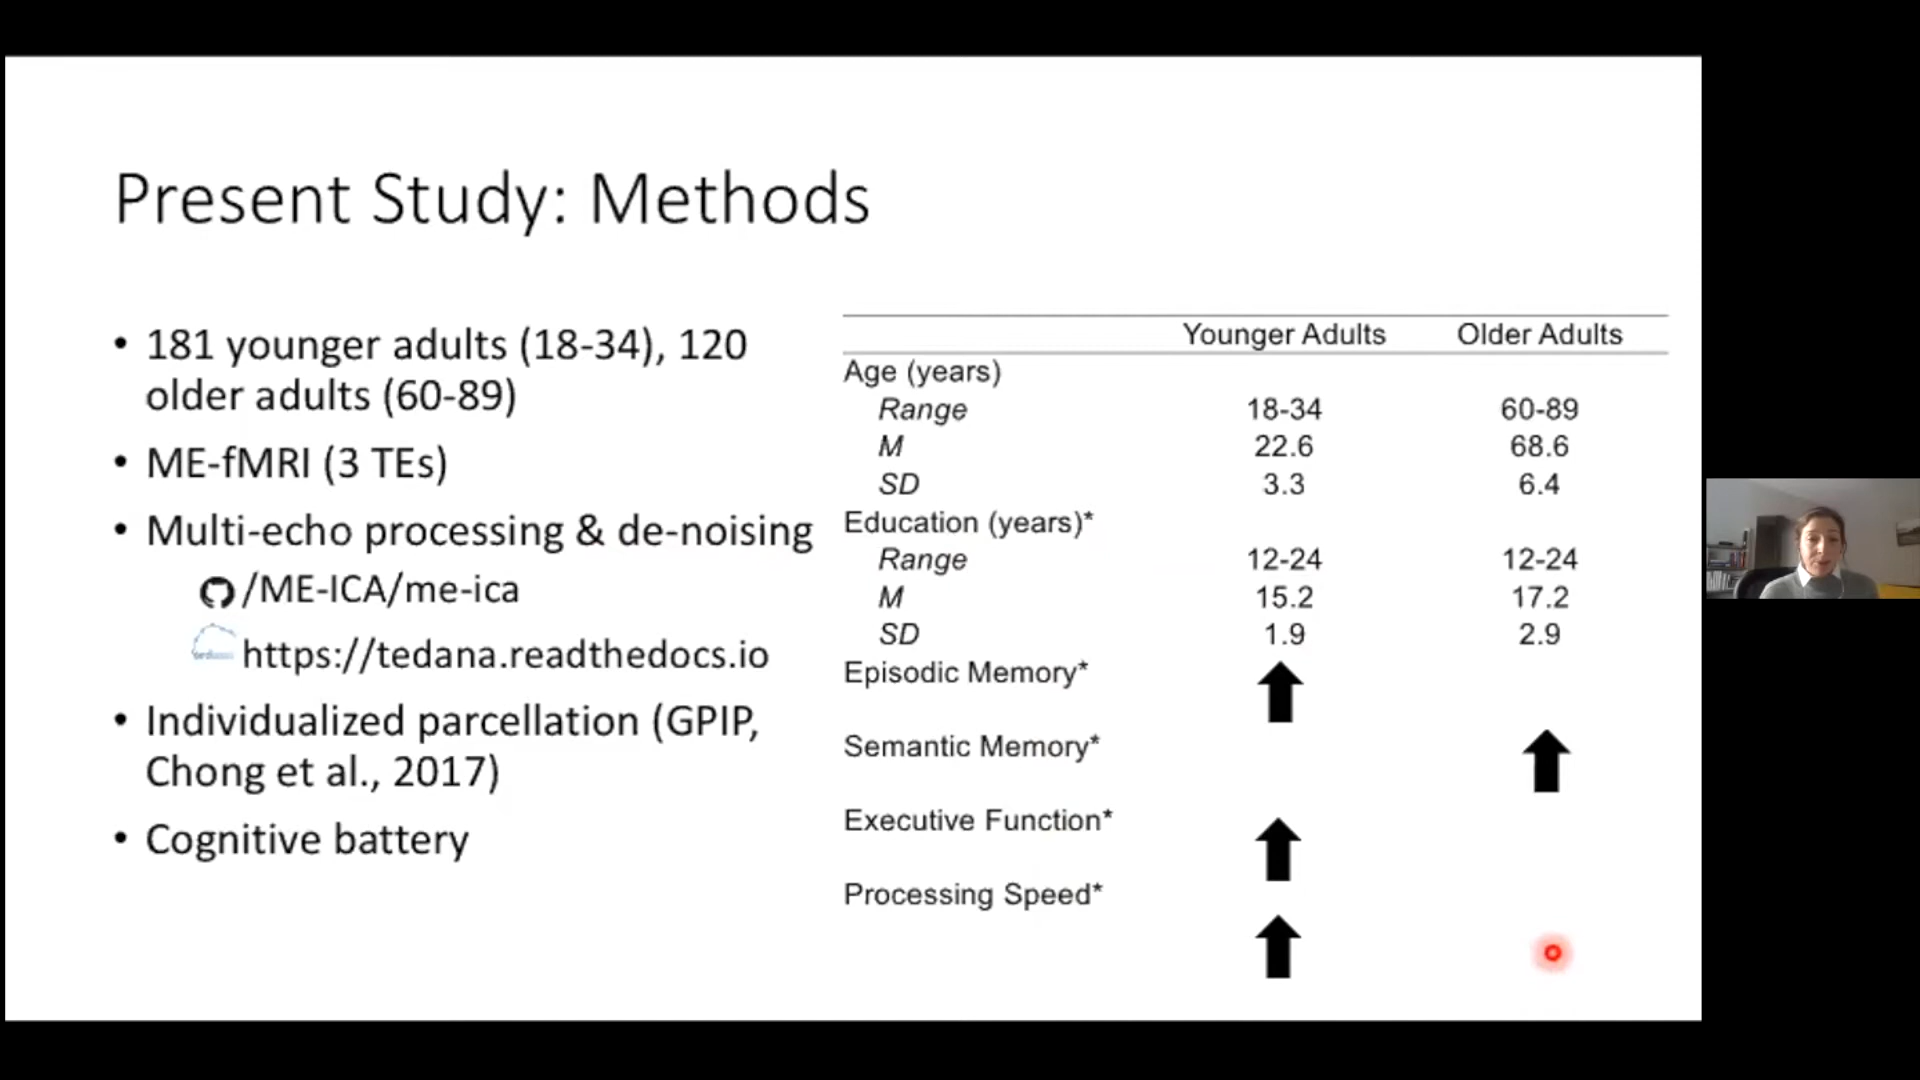 Present Study: Methods
• 181 younger adults (18-34), 120
older adults (60-89)
• ME-fMRI (3 TEs)
• Multi-echo processing & de-noising
/ME-ICA/me-ica
https://tedana.readthedocs.io
• Individualized parcellation (GPIP,
Chong et al., 2017)
• Cognitive battery
Younger Adults Older Adults
Age (years)
Range 18-34 60-89
M 22.6 68.6
SD 3.3 6.4
Education (years)*
Range 12-24 12-24
M 15.2 17.2
SD 1.9 2.9
Episodic Memory*
Semantic Memory*
Executive Function*
Processing Speed*